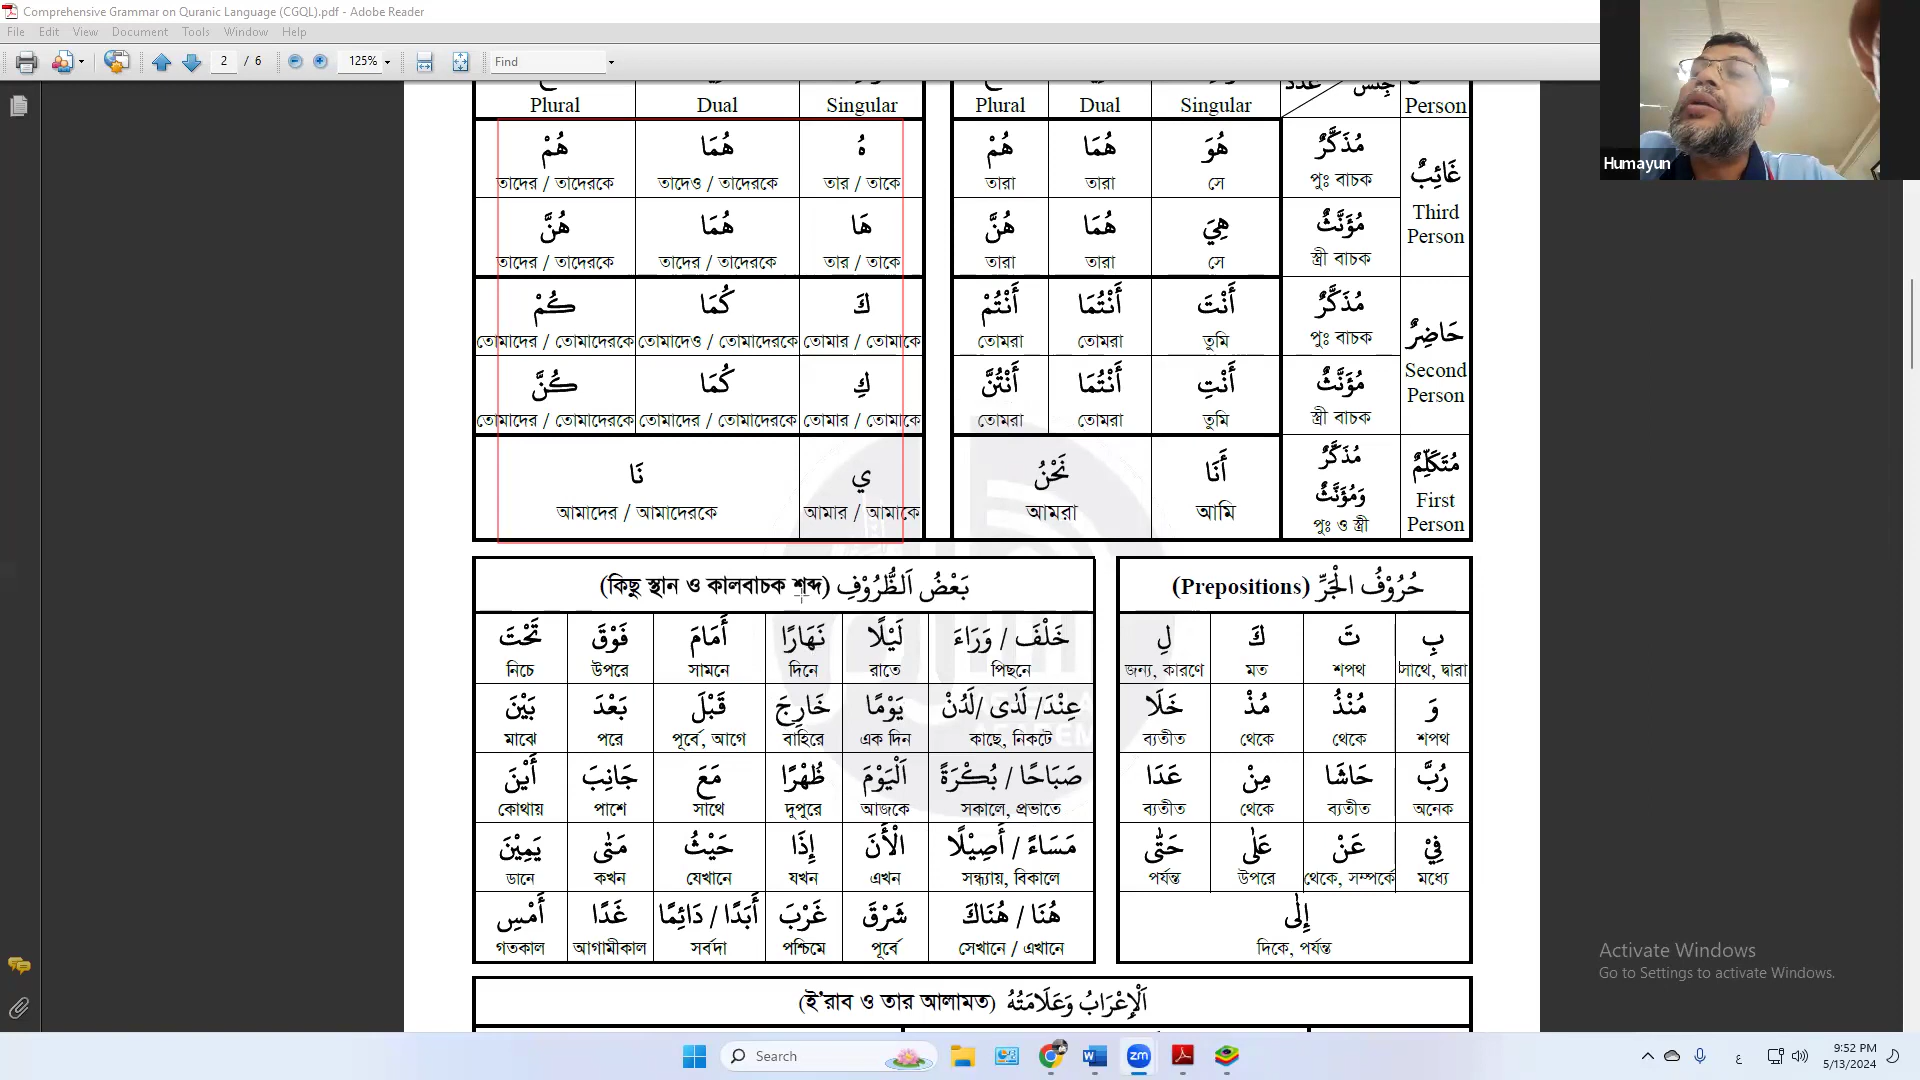 Comprehensive Grammar on Quranic Language (CGQL).pdf - Adobe Reader
File Edit View Document Tools Window Help
2 / 6 125% Find
Humayun
Plural Dual Singular Plural Dual Singular جِنْسٌ عَدَدٌ Person
هُمْ هُمَا هُ هُمْ هُمَا هُوَ مُذَكَّرٌ غَائِبٌ
তাদের / তাদেরকে তাদেও / তাদেরকে তার / তাকে তারা তারা সে পুঃ বাচক
Third Person
هُنَّ هُمَا هَا هُنَّ هُمَا هِيَ مُؤَنَّثٌ
তাদের / তাদেরকে তাদের / তাদেরকে তার / তাকে তারা তারা সে স্ত্রী বাচক
كُمْ كُمَا كَ أَنْتُمْ أَنْتُمَا أَنْتَ مُذَكَّرٌ حَاضِرٌ
তোমাদের / তোমাদেরকে তোমাদেও / তোমাদেরকে তোমার / তোমাকে তোমরা তোমরা তুমি পুঃ বাচক
Second Person
كُنَّ كُمَا كِ أَنْتُنَّ أَنْتُمَا أَنْتِ مُؤَنَّثٌ
তোমাদের / তোমাদেরকে তোমাদের / তোমাদেরকে তোমার / তোমাকে তোমরা তোমরা তুমি স্ত্রী বাচক
نَا ي نَحْنُ أَنَا مُذَكَّرٌ وَمُؤَنَّثٌ مُتَكَلِّمٌ
আমাদের / আমাদেরকে আমার / আমাকে আমরা আমি পুঃ ও স্ত্রী
First Person
(কিছু স্থান ও কালবাচক শব্দ) بَعْضُ اَلظُّرُوْفِ
تَحْتَ فَوْقَ أَمَامَ نَهَارًا لَيْلًا خَلْفَ / وَرَاءَ
নিচে উপরে সামনে দিনে রাতে পিছনে
بَيْنَ بَعْدَ قَبْلَ خَارِجَ يَوْمًا عِنْدَ/ لَدٰى /لَدُنْ
মাঝে পরে পূর্বে, আগে বাহিরে এক দিন কাছে, নিকটে
أَيْنَ جَانِبَ مَعَ ظُهْرًا اَلْيَوْمَ صَبَاحًا / بُكْرَةً
কোথায় পাশে সাথে দুপুরে আজকে সকালে, প্রভাতে
يَمِيْنَ مَتٰى حَيْثُ إِذَا الْأَنَ مَسَاءً / أَصِيْلًا
ডানে কখন যেখানে যখন এখন সন্ধ্যায়, বিকালে
أَمْسِ غَدًا أَبَدًا / دَائِمًا غَرْبَ شَرْقَ هُنَا / هُنَاكَ
গতকাল আগামীকাল সর্বদা পশ্চিমে পূর্বে সেখানে / এখানে
(Prepositions) حُرُوْفُ الْجَرِّ
لِ كَ تَ بِ
জন্য, কারণে মত শপথ সাথে, দ্বারা
خَلَا مُذْ مُنْذُ وَ
ব্যতীত থেকে থেকে শপথ
عَدَا مِنْ حَاشَا رُبَّ
ব্যতীত থেকে ব্যতীত অনেক
حَتّٰى عَلٰى عَنْ فِيْ
পর্যন্ত উপরে থেকে, সম্পর্কে মধ্যে
إِلٰى
দিকে, পর্যন্ত
(ই'রাব ও তার আলামত) اَلْإِعْرَابُ وَعَلَامَتُهُ
Activate Windows
Go to Settings to activate Windows.
Search
9:52 PM
5/13/2024